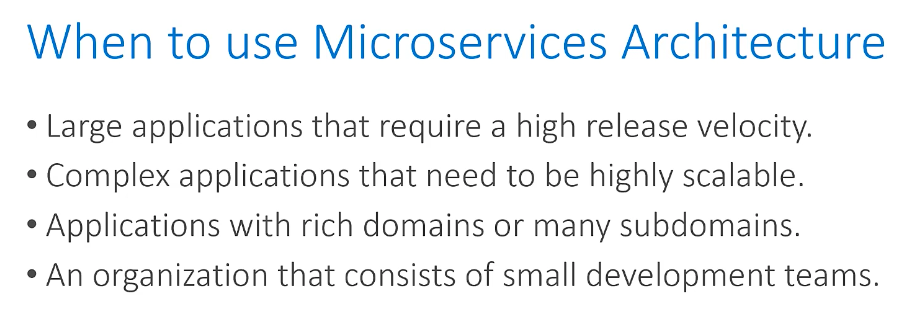 When to use Microservices Architecture
• Large applications that require a high release velocity.
• Complex applications that need to be highly scalable.
• Applications with rich domains or many subdomains.
• An organization that consists of small development teams.